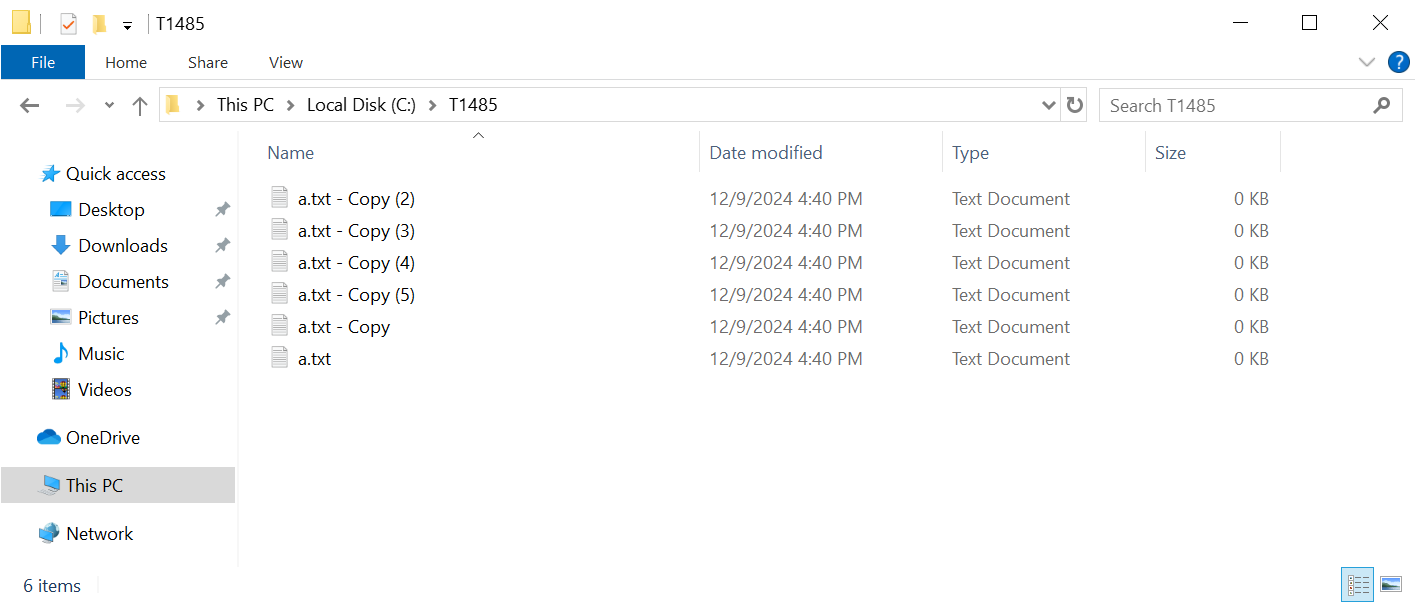 T1485
File Home Share View ?
This PC Local Disk (C:) T1485 Search T1485
Name Date modified Type Size
Quick access
Desktop
Downloads
Documents
Pictures
Music
Videos
OneDrive
This PC
Network
a.txt - Copy (2) 12/9/2024 4:40 PM Text Document 0 KB
a.txt - Copy (3) 12/9/2024 4:40 PM Text Document 0 KB
a.txt - Copy (4) 12/9/2024 4:40 PM Text Document 0 KB
a.txt - Copy (5) 12/9/2024 4:40 PM Text Document 0 KB
a.txt - Copy 12/9/2024 4:40 PM Text Document 0 KB
a.txt 12/9/2024 4:40 PM Text Document 0 KB
6 items